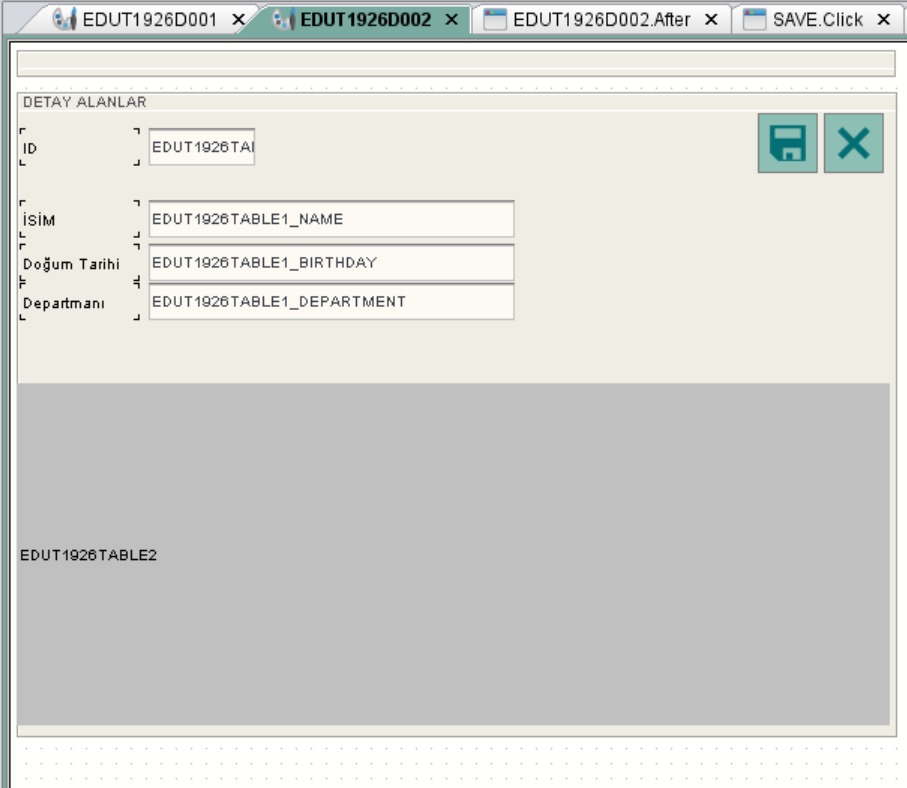 EDUT1926D001 EDUT1926D002 EDUT1926D002.After SAVE.Click
DETAY ALANLAR
ID EDUT1926TAI
İSİM EDUT1926TABLE1_NAME
Doğum Tarihi EDUT1926TABLE1_BIRTHDAY
Departmanı EDUT1926TABLE1_DEPARTMENT
EDUT1926TABLE2